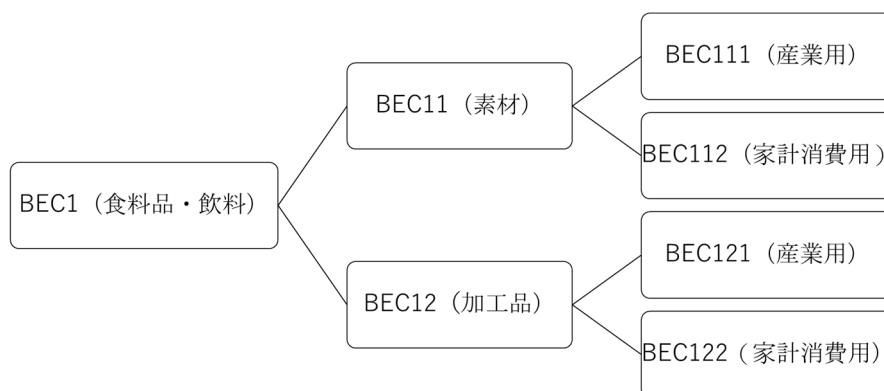 BEC1（食料品・飲料）
BEC11（素材）
BEC111（産業用）
BEC112（家計消費用）
BEC12（加工品）
BEC121（産業用）
BEC122（家計消費用）